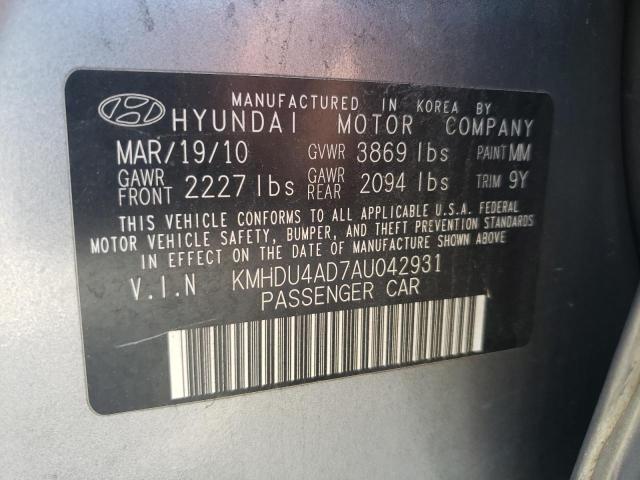 MANUFACTURED IN KOREA BY
HYUNDAI MOTOR COMPANY
MAR/19/10 GVWR 3869 lbs PAINT MM
GAWR FRONT 2227 lbs GAWR REAR 2094 lbs TRIM 9Y
THIS VEHICLE CONFORMS TO ALL APPLICABLE U.S.A. FEDERAL
MOTOR VEHICLE SAFETY, BUMPER, AND THEFT PREVENTION STANDARDS
IN EFFECT ON THE DATE OF MANUFACTURE SHOWN ABOVE
V.I.N KMHDU4AD7AU042931
PASSENGER CAR